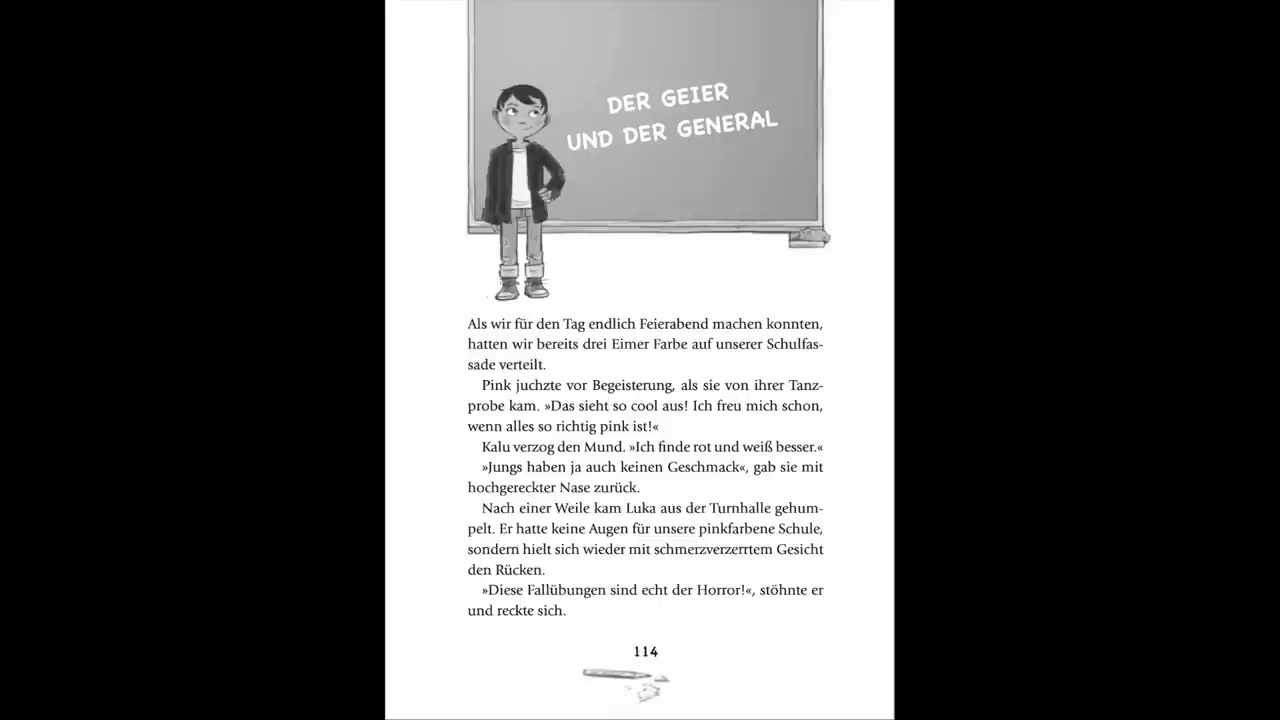 DER GEIER
UND DER GENERAL
Als wir für den Tag endlich Feierabend machen konnten,
hatten wir bereits drei Eimer Farbe auf unserer Schulfas-
sade verteilt.
Pink juchzte vor Begeisterung, als sie von ihrer Tanz-
probe kam. »Das sieht so cool aus! Ich freu mich schon,
wenn alles so richtig pink ist!«
Kalu verzog den Mund. »Ich finde rot und weiß besser.«
»Jungs haben ja auch keinen Geschmack«, gab sie mit
hochgereckter Nase zurück.
Nach einer Weile kam Luka aus der Turnhalle gehum-
pelt. Er hatte keine Augen für unsere pinkfarbene Schule,
sondern hielt sich wieder mit schmerzverzerrtem Gesicht
den Rücken.
»Diese Fallübungen sind echt der Horror!«, stöhnte er
und reckte sich.
114